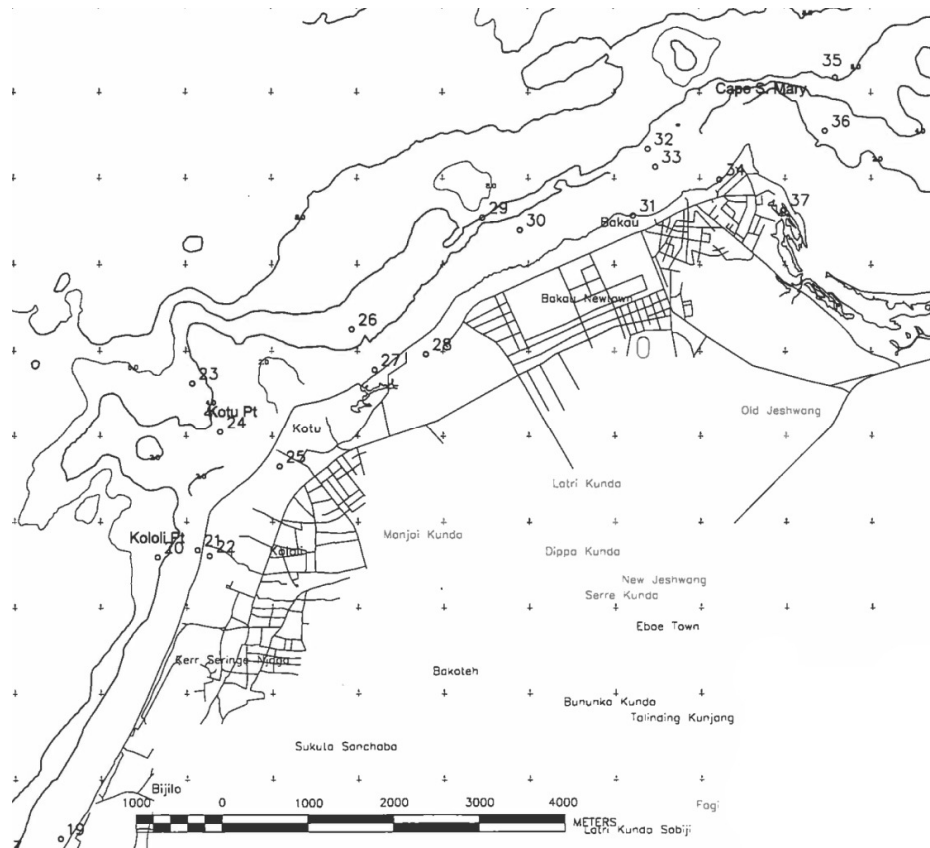 35
Cape S. Mary
36
32
33
34
37
29
30
31
Bakau
Bakau Newtown
26
28
27
23
Kotu Pt
24
Kotu
Old Jeshwang
25
Latri Kunda
Manjai Kunda
Kololi Pt
20
21
22
Kololi
Dippa Kunda
New Jeshwang
Serre Kunda
Eboe Town
Kerr Seringe Njaga
Bakoteh
Bununka Kunda
Talinding Kunjang
Sukuta Sanchaba
Bijilo
Fagi
1000 0 1000 2000 3000 4000
METERS
Latri Kunda Sobiji
19